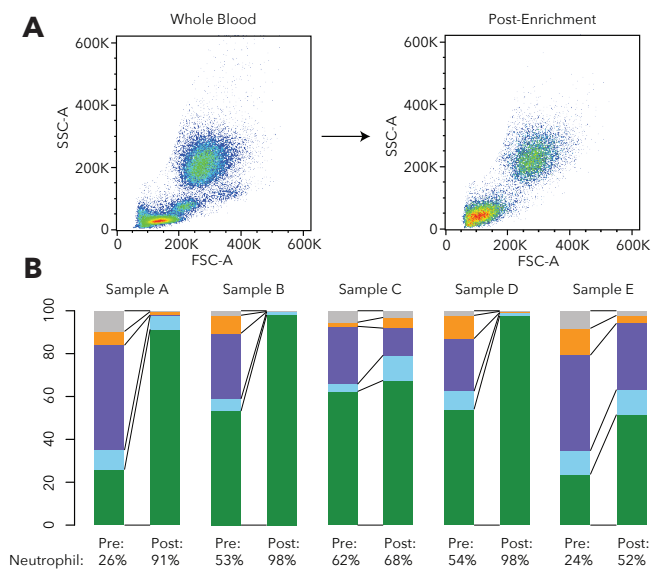 A
Whole Blood
Post-Enrichment
600K
400K
200K
0
SSC-A
0 200K 400K 600K
FSC-A
600K
400K
200K
0
SSC-A
0 200K 400K 600K
FSC-A
B
Sample A Sample B Sample C Sample D Sample E
100
80
60
40
20
0
Pre: Post: Pre: Post: Pre: Post: Pre: Post: Pre: Post:
Neutrophil: 26% 91% 53% 98% 62% 68% 54% 98% 24% 52%